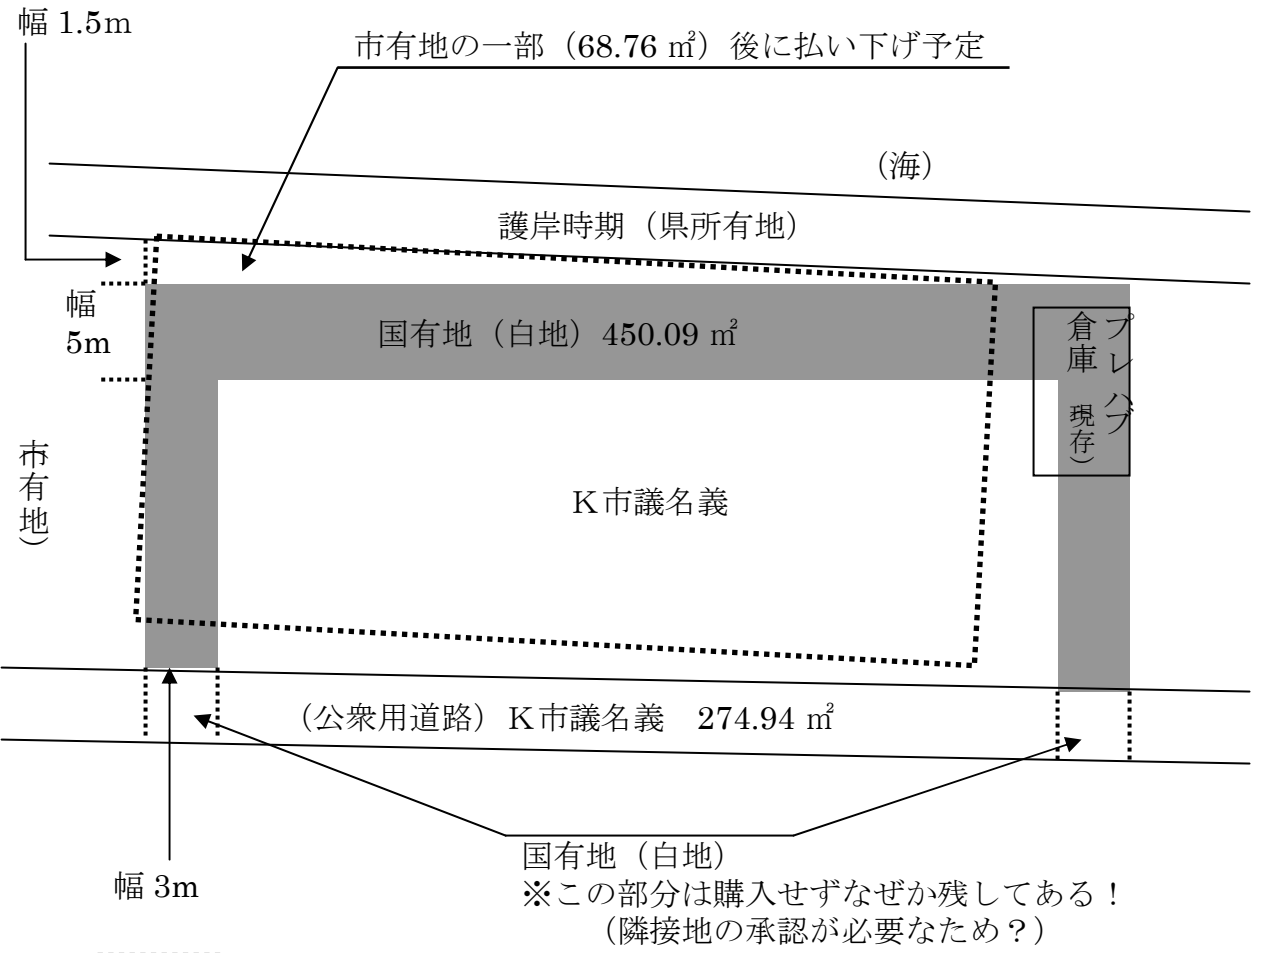 幅 1.5m
市有地の一部（68.76 ㎡）後に払い下げ予定
（海）
護岸時期（県所有地）
幅
5m
国有地（白地）450.09 ㎡
プレハブ
倉庫（現存）
（市有地）
Ｋ市議名義
（公衆用道路）Ｋ市議名義　274.94 ㎡
幅 3m
国有地（白地）
※この部分は購入せずなぜか残してある！
（隣接地の承認が必要なため？）